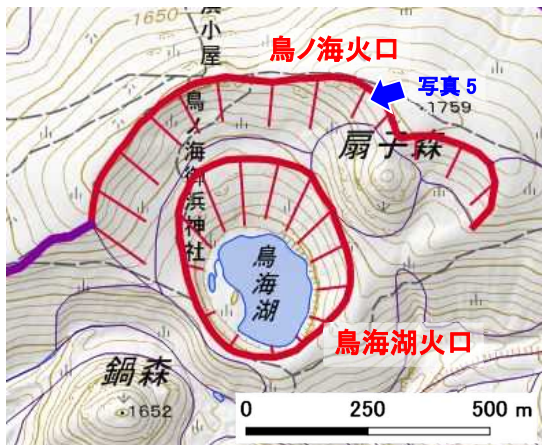 1650
浜小屋
鳥ノ海火口
写真 5
1759
扇子森
鳥ノ海御浜神社
鳥海湖
鳥海湖火口
鍋森
1652
0 250 500 m